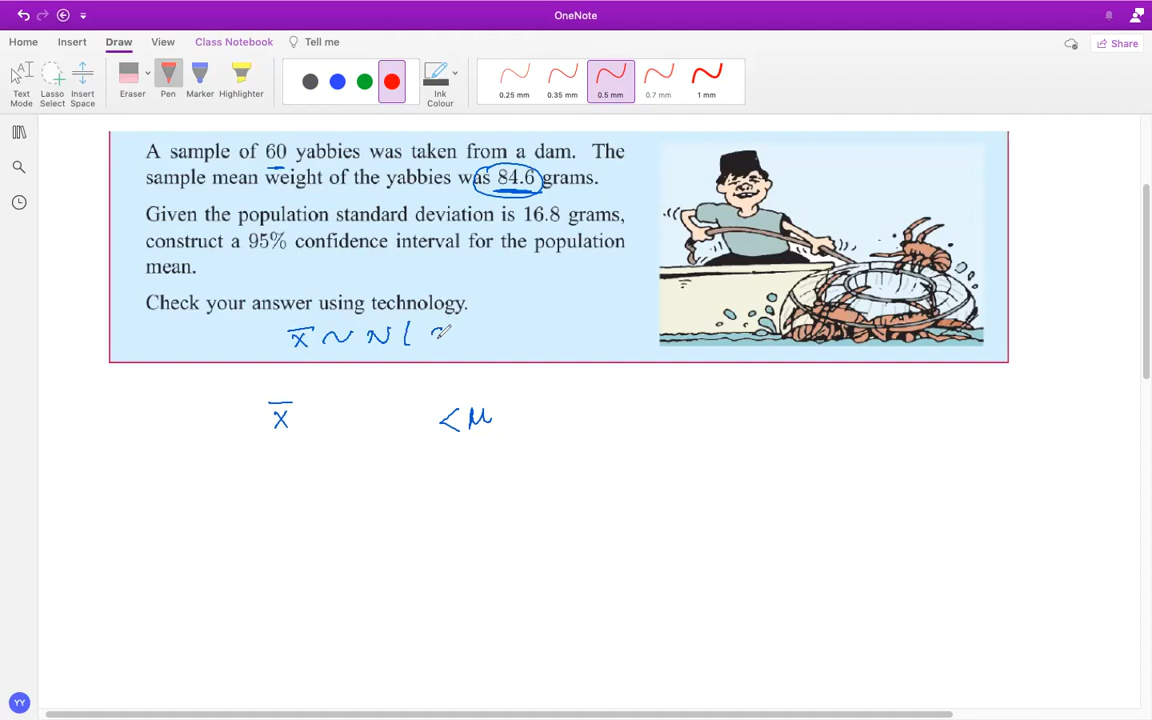 OneNote
Home Insert Draw View Class Notebook Tell me
Share
Text Mode
Lasso Select
Insert Space
Eraser
Pen
Marker
Highlighter
Ink Colour
0.25 mm
0.35 mm
0.5 mm
0.7 mm
1 mm
A sample of 60 yabbies was taken from a dam. The
sample mean weight of the yabbies was 84.6 grams.
Given the population standard deviation is 16.8 grams,
construct a 95% confidence interval for the population
mean.
Check your answer using technology.
x̄ ~ N (
x̄ < μ
YY